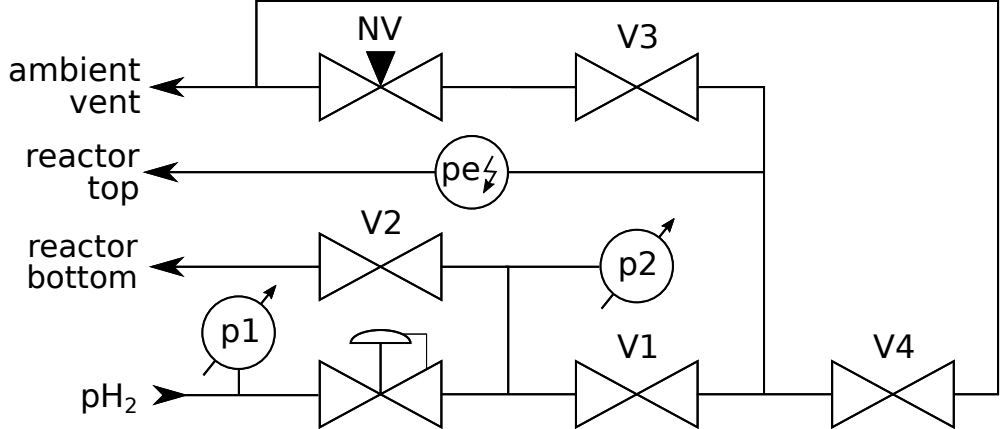 NV
V3
ambient
vent
reactor
top
pe
V2
reactor
bottom
p2
p1
V1
V4
pH₂